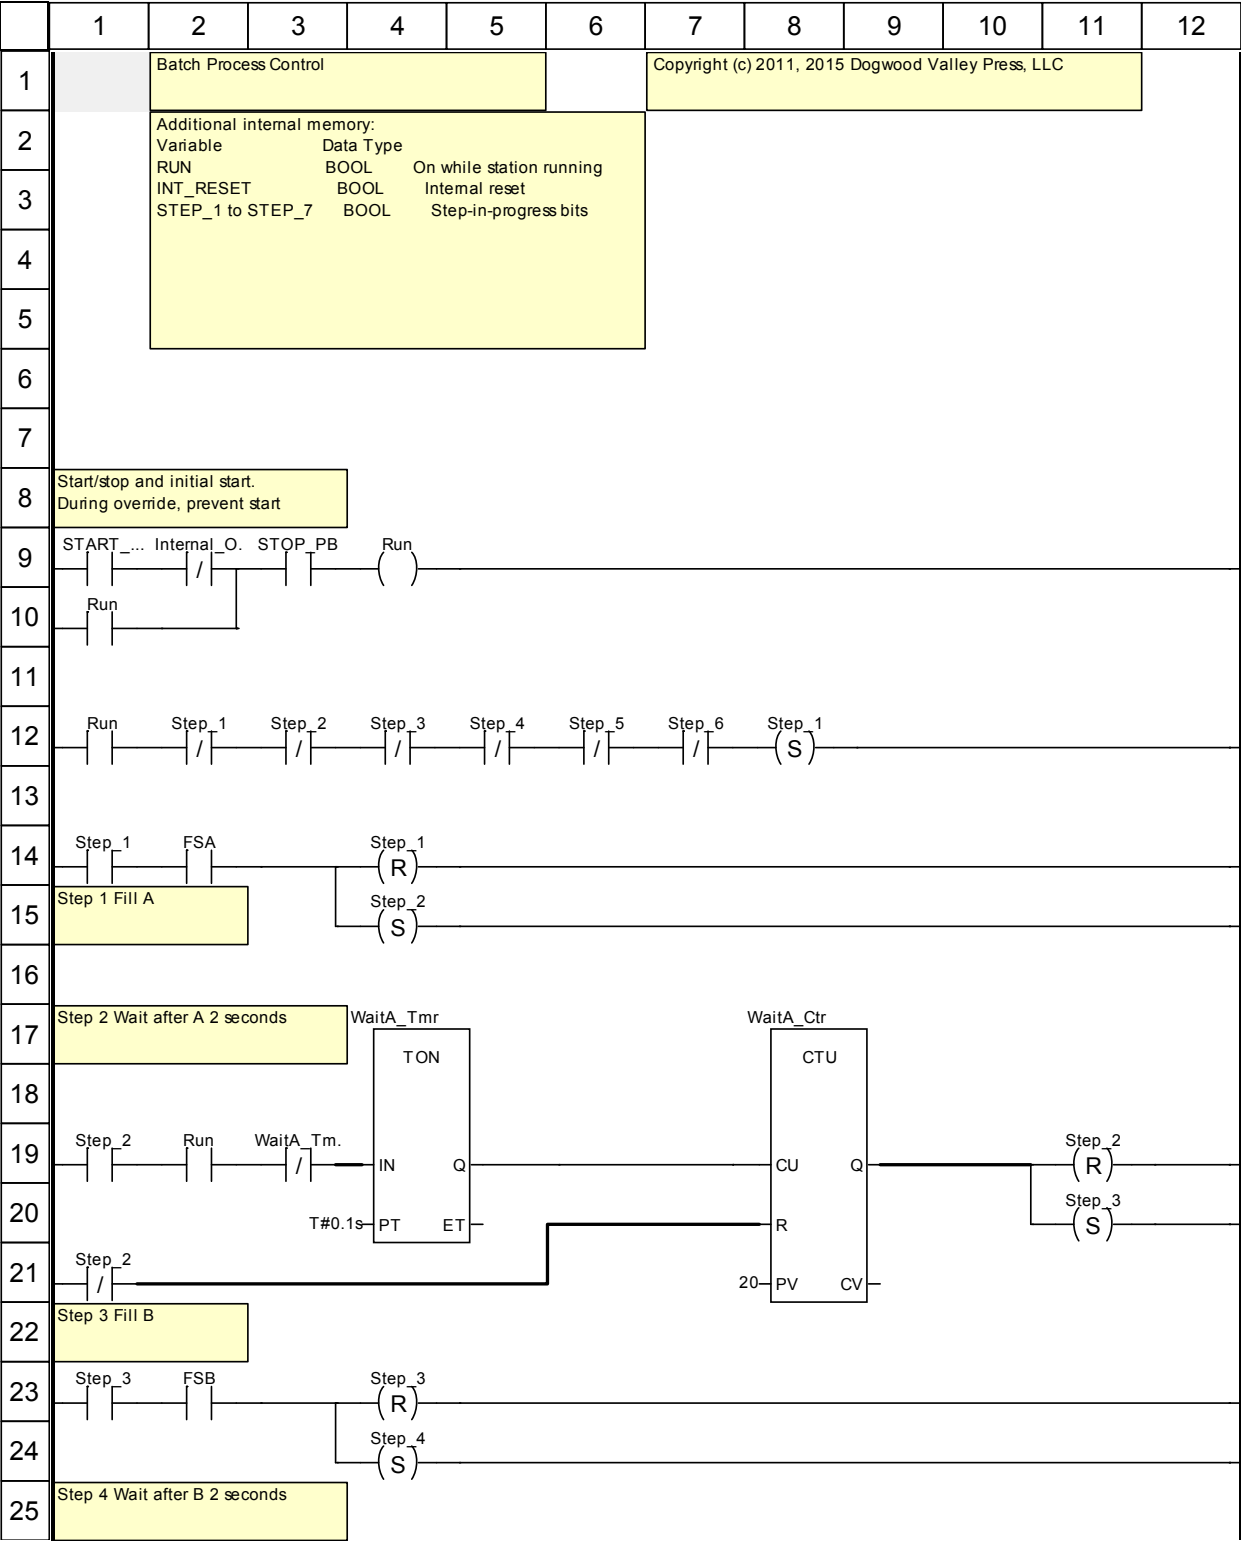 1 2 3 4 5 6 7 8 9 10 11 12
1
Batch Process Control
Copyright (c) 2011, 2015 Dogwood Valley Press, LLC
2
Additional internal memory:
Variable Data Type
RUN BOOL On while station running
3
INT_RESET BOOL Internal reset
STEP_1 to STEP_7 BOOL Step-in-progress bits
4
5
6
7
8
Start/stop and initial start.
During override, prevent start
9
START_... Internal_O. STOP_PB Run
/ ( )
10
Run
11
12
Run Step_1 Step_2 Step_3 Step_4 Step_5 Step_6 Step_1
/ / / / / / (S)
13
14
Step_1 FSA Step_1
(R)
15
Step 1 Fill A
Step_2
(S)
16
17
Step 2 Wait after A 2 seconds
WaitA_Tmr WaitA_Ctr
TON CTU
18
19
Step_2 Run WaitA_Tm. Step_2
/ IN Q CU Q (R)
20
Step_3
T#0.1s PT ET R (S)
21
Step_2
/ 20 PV CV
22
Step 3 Fill B
23
Step_3 FSB Step_3
(R)
24
Step_4
(S)
25
Step 4 Wait after B 2 seconds